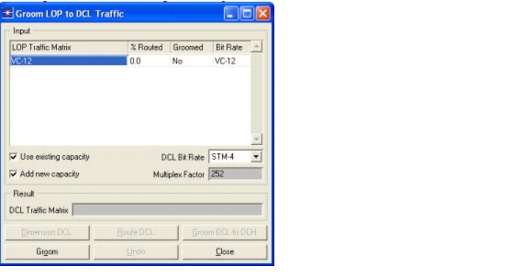 Groom LOP to DCL Traffic
Input
LOP Traffic Matrix % Routed Groomed Bit Rate
VC-12 0.0 No VC-12
Use existing capacity DCL Bit Rate STM-4
Add new capacity Multiplex Factor 252
Result
DCL Traffic Matrix
Dimension DCL Route DCL Groom DCL to OCH
Groom Undo Close